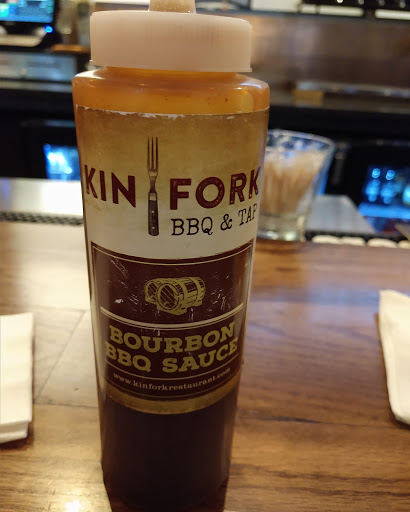 KIN FORK
BBQ & TAP
BOURBON
BBQ SAUCE
www.kinforkrestaurant.com